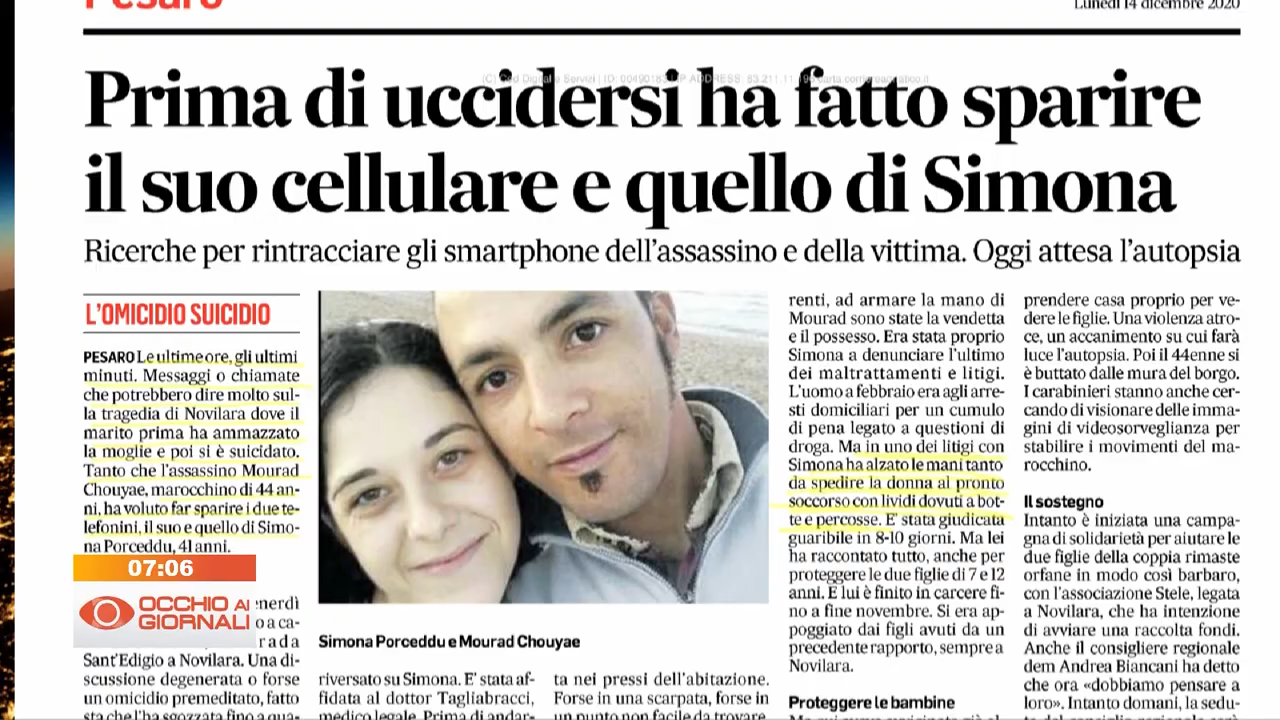 Pesaro
Lunedì 14 dicembre 2020
Prima di uccidersi ha fatto sparire
il suo cellulare e quello di Simona
Ricerche per rintracciare gli smartphone dell'assassino e della vittima. Oggi attesa l'autopsia
L'OMICIDIO SUICIDIO
PESARO Le ultime ore, gli ultimi
minuti. Messaggi o chiamate
che potrebbero dire molto sul-
la tragedia di Novilara dove il
marito prima ha ammazzato
la moglie e poi si è suicidato.
Tanto che l'assassino Mourad
Chouyae, marocchino di 44 an-
ni, ha voluto far sparire i due te-
lefonini, il suo e quello di Simo-
na Porceddu, 41 anni.
07:06
OCCHIO AI
GIORNALI
enerdì
o a ca-
rada
Sant'Edigio a Novilara. Una di-
scussione degenerata o forse
un omicidio premeditato, fatto
sta che l'ha sgozzata fino a qua-
Simona Porceddu e Mourad Chouyae
riversato su Simona. E' stata af-
fidata al dottor Tagliabracci,
medico legale. Prima di andar-
ta nei pressi dell'abitazione.
Forse in una scarpata, forse in
un punto non facile da trovare.
renti, ad armare la mano di
Mourad sono state la vendetta
e il possesso. Era stata proprio
Simona a denunciare l'ultimo
dei maltrattamenti e litigi.
L'uomo a febbraio era agli arre-
sti domiciliari per un cumulo
di pena legato a questioni di
droga. Ma in uno dei litigi con
Simona ha alzato le mani tanto
da spedire la donna al pronto
soccorso con lividi dovuti a bot-
te e percosse. E' stata giudicata
guaribile in 8-10 giorni. Ma lei
ha raccontato tutto, anche per
proteggere le due figlie di 7 e 12
anni. E lui è finito in carcere fi-
no a fine novembre. Si era ap-
poggiato dai figli avuti da un
precedente rapporto, sempre a
Novilara.
Proteggere le bambine
prendere casa proprio per ve-
dere le figlie. Una violenza atro-
ce, un accanimento su cui farà
luce l'autopsia. Poi il 44enne si
è buttato dalle mura del borgo.
I carabinieri stanno anche cer-
cando di visionare delle imma-
gini di videosorveglianza per
stabilire i movimenti del ma-
rocchino.
Il sostegno
Intanto è iniziata una campa-
gna di solidarietà per aiutare le
due figlie della coppia rimaste
orfane in modo così barbaro,
con l'associazione Stele, legata
a Novilara, che ha intenzione
di avviare una raccolta fondi.
Anche il consigliere regionale
dem Andrea Biancani ha detto
che ora «dobbiamo pensare a
loro». Intanto domani, la sedu-